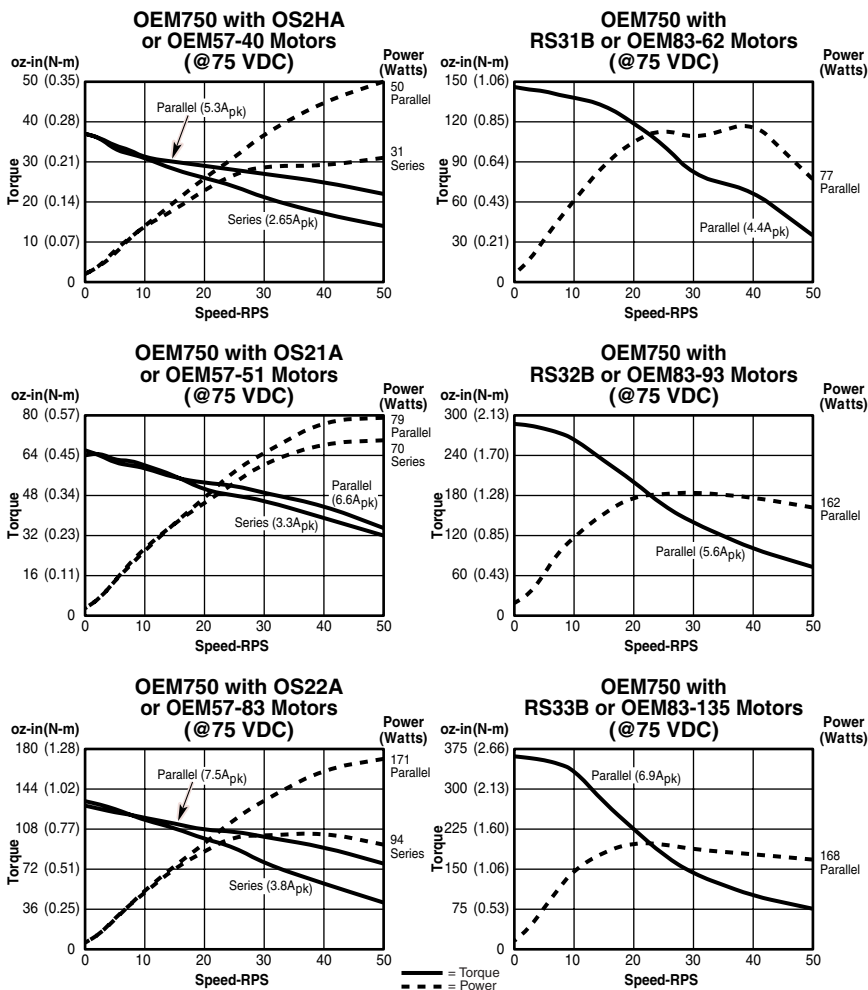 OEM750 with OS2HA
or OEM57-40 Motors
(@75 VDC)
oz-in(N-m)
Power
(Watts)
50 (0.35)
40 (0.28)
30 (0.21)
20 (0.14)
10 (0.07)
0
Torque
Parallel (5.3Apk)
Series (2.65Apk)
50
Parallel
31
Series
0 10 20 30 40 50
Speed-RPS
OEM750 with
RS31B or OEM83-62 Motors
(@75 VDC)
oz-in(N-m)
Power
(Watts)
150 (1.06)
120 (0.85)
90 (0.64)
60 (0.43)
30 (0.21)
0
Torque
Parallel (4.4Apk)
77
Parallel
0 10 20 30 40 50
Speed-RPS
OEM750 with OS21A
or OEM57-51 Motors
(@75 VDC)
oz-in(N-m)
Power
(Watts)
80 (0.57)
64 (0.45)
48 (0.34)
32 (0.23)
16 (0.11)
0
Torque
Parallel
(6.6Apk)
Series (3.3Apk)
79
Parallel
70
Series
0 10 20 30 40 50
Speed-RPS
OEM750 with
RS32B or OEM83-93 Motors
(@75 VDC)
oz-in(N-m)
Power
(Watts)
300 (2.13)
240 (1.70)
180 (1.28)
120 (0.85)
60 (0.43)
0
Torque
Parallel (5.6Apk)
162
Parallel
0 10 20 30 40 50
Speed-RPS
OEM750 with OS22A
or OEM57-83 Motors
(@75 VDC)
oz-in(N-m)
Power
(Watts)
180 (1.28)
144 (1.02)
108 (0.77)
72 (0.51)
36 (0.25)
0
Torque
Parallel (7.5Apk)
Series (3.8Apk)
171
Parallel
94
Series
0 10 20 30 40 50
Speed-RPS
OEM750 with
RS33B or OEM83-135 Motors
(@75 VDC)
oz-in(N-m)
Power
(Watts)
375 (2.66)
300 (2.13)
225 (1.60)
150 (1.06)
75 (0.53)
0
Torque
Parallel (6.9Apk)
168
Parallel
0 10 20 30 40 50
Speed-RPS
= Torque
= Power